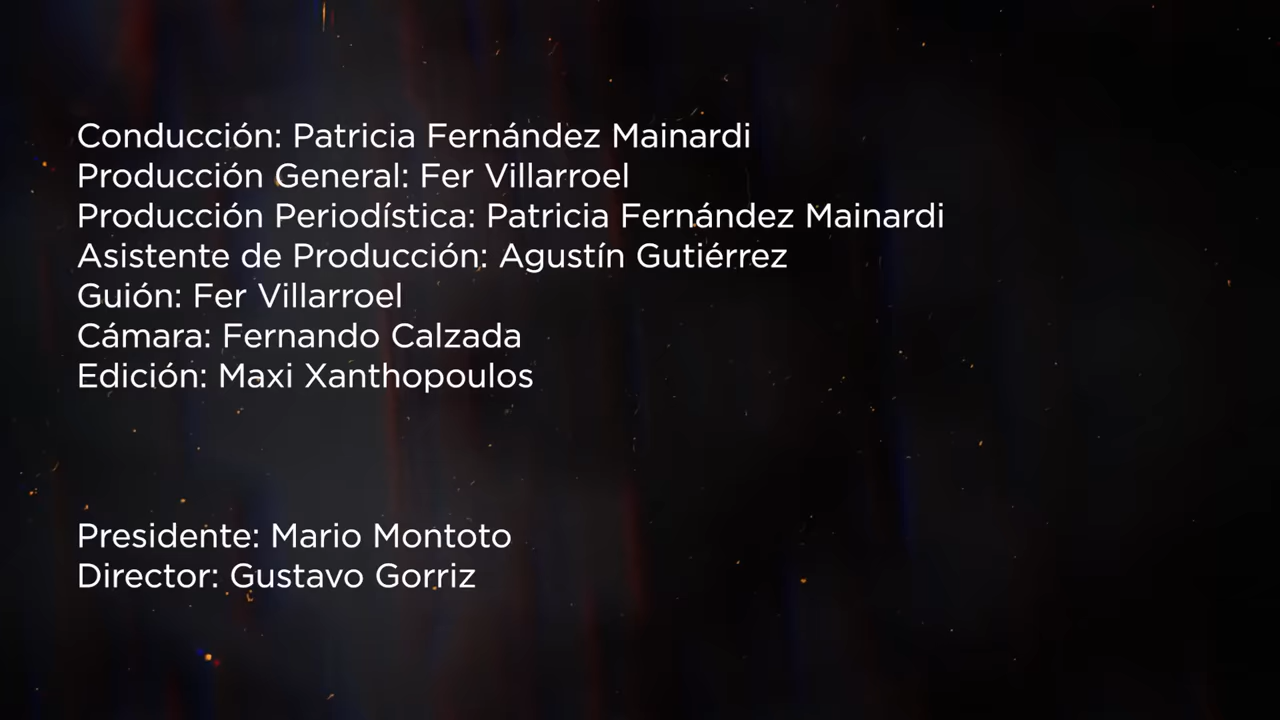 Conducción: Patricia Fernández Mainardi
Producción General: Fer Villarroel
Producción Periodística: Patricia Fernández Mainardi
Asistente de Producción: Agustín Gutiérrez
Guión: Fer Villarroel
Cámara: Fernando Calzada
Edición: Maxi Xanthopoulos
Presidente: Mario Montoto
Director: Gustavo Gorriz